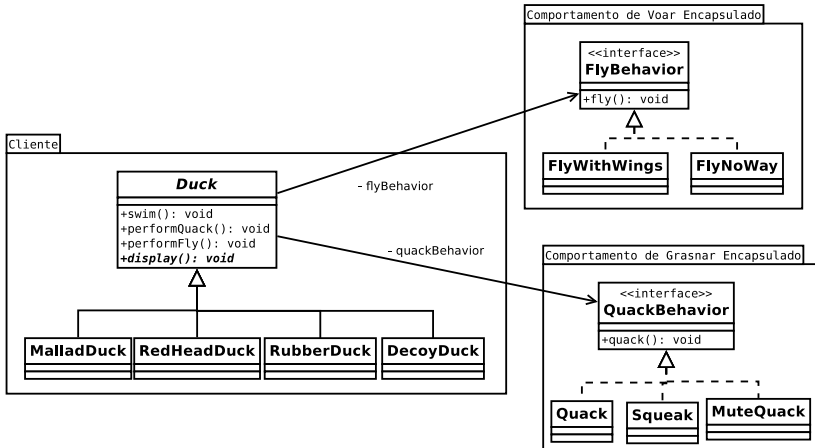 Comportamento de Voar Encapsulado
<<interface>>
FlyBehavior
+fly(): void
FlyWithWings
FlyNoWay
Cliente
Duck
+swim(): void
+performQuack(): void
+performFly(): void
+display(): void
- flyBehavior
- quackBehavior
MalladDuck
RedHeadDuck
RubberDuck
DecoyDuck
Comportamento de Grasnar Encapsulado
<<interface>>
QuackBehavior
+quack(): void
Quack
Squeak
MuteQuack